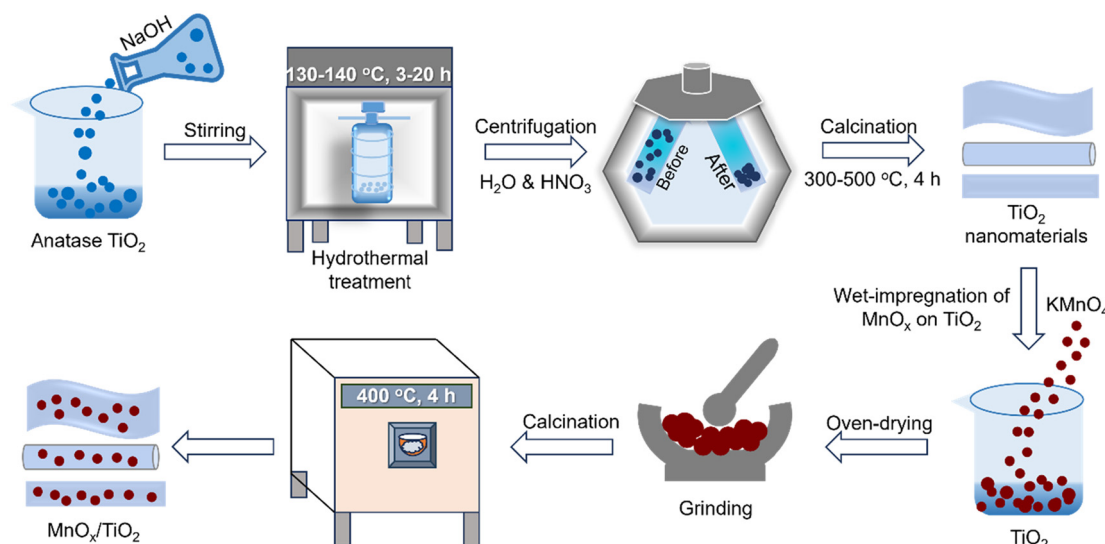 NaOH
Stirring
Anatase TiO₂
130-140 °C, 3-20 h
Hydrothermal
treatment
Centrifugation
H₂O & HNO₃
Before
After
Calcination
300-500 °C, 4 h
TiO₂
nanomaterials
Wet-impregnation of
MnOₓ on TiO₂
KMnO₄
TiO₂
Oven-drying
Grinding
Calcination
400 °C, 4 h
MnOₓ/TiO₂